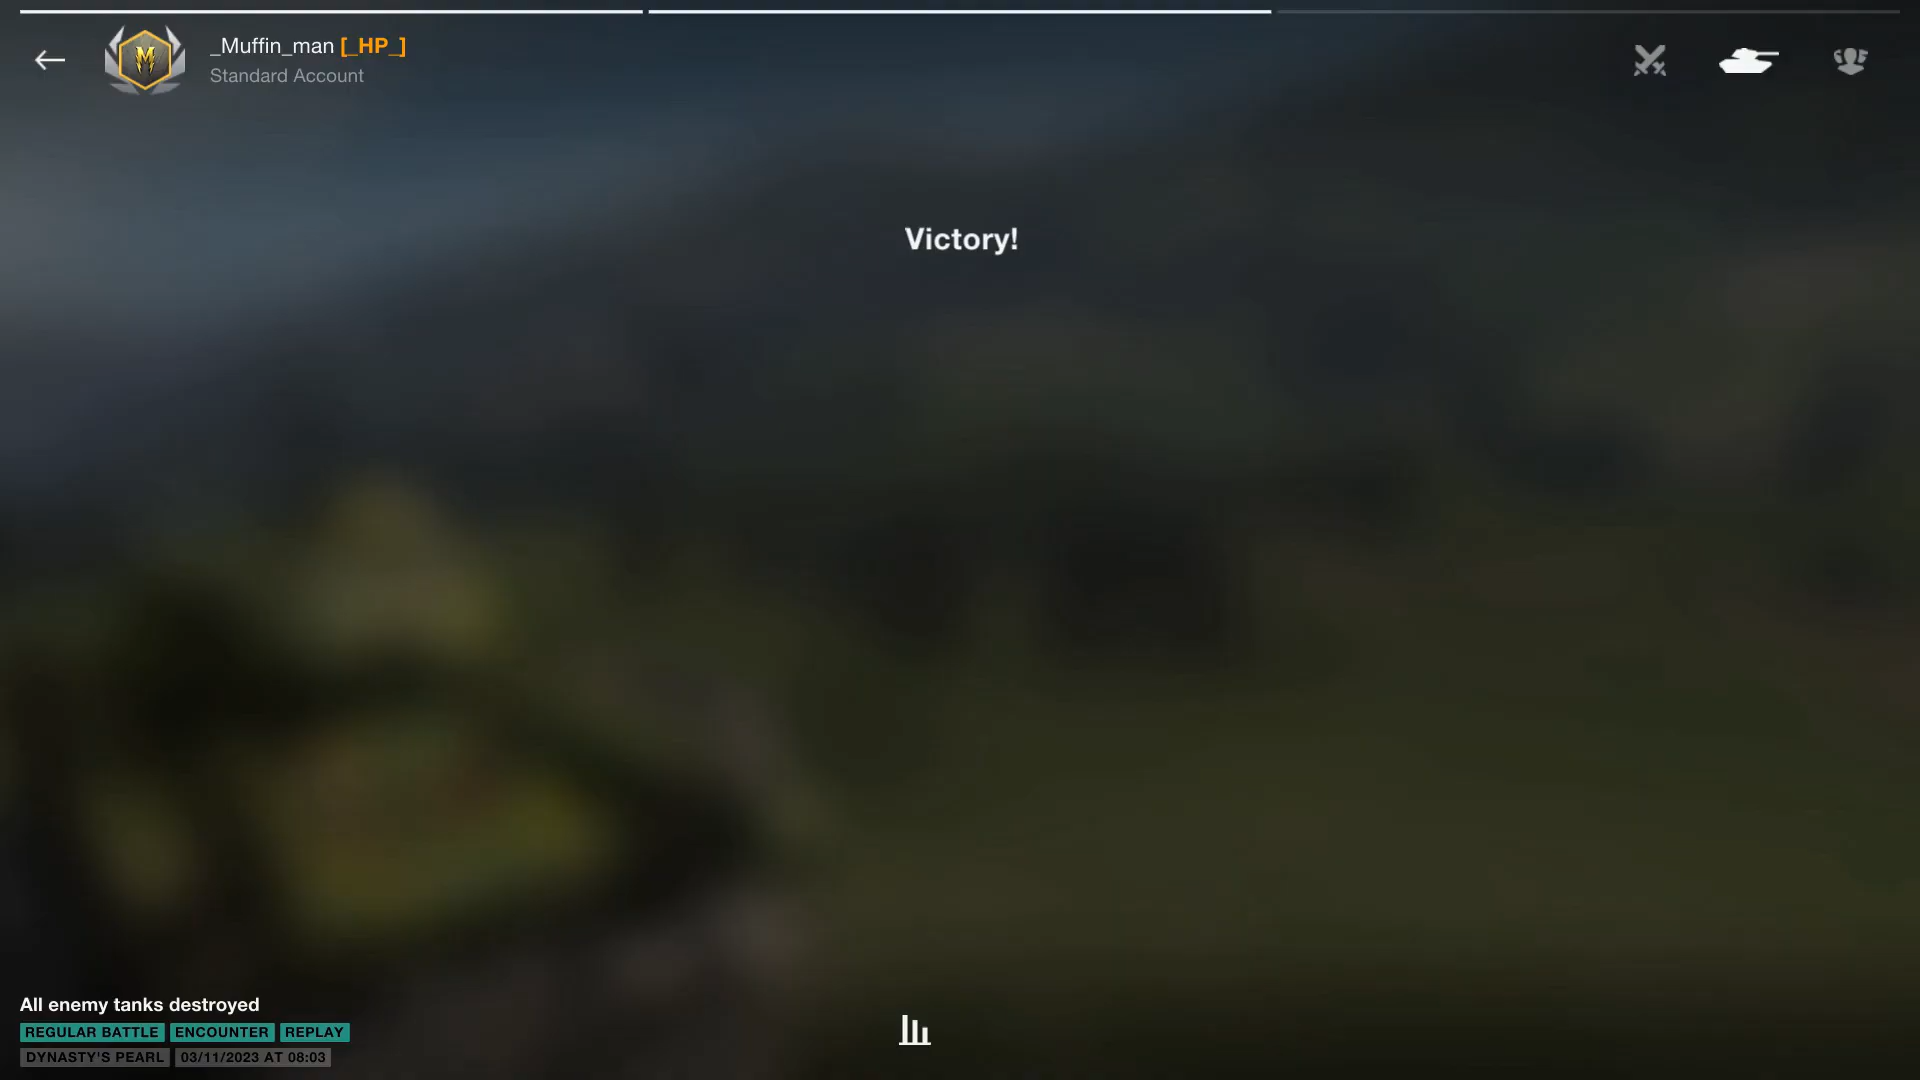 _Muffin_man [_HP_]
Standard Account
M
Victory!
All enemy tanks destroyed
REGULAR BATTLE ENCOUNTER REPLAY
DYNASTY'S PEARL 03/11/2023 AT 08:03